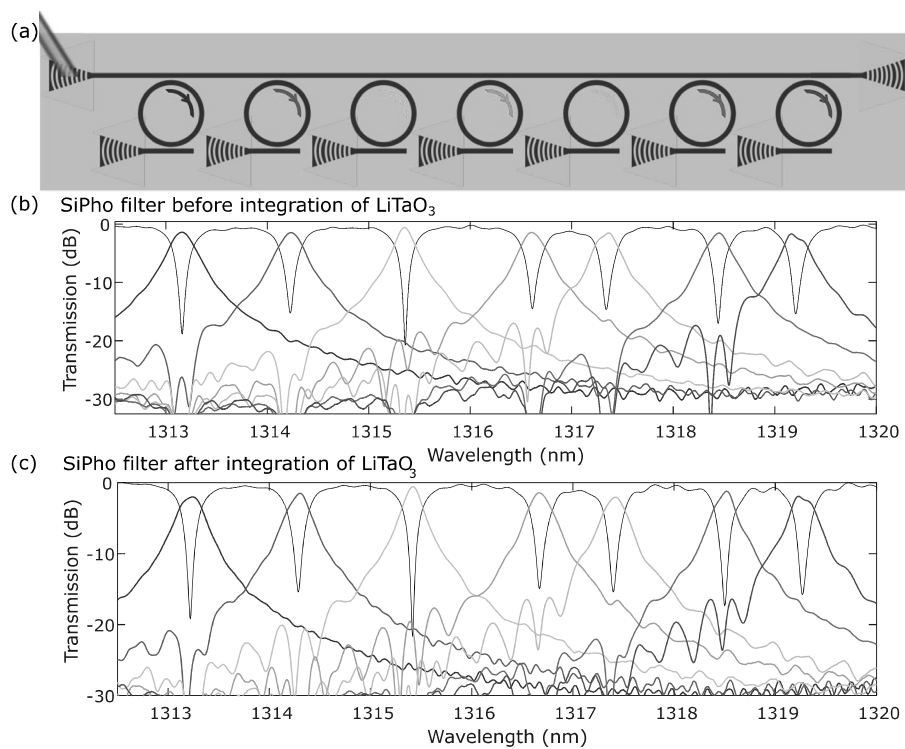 (a)
(b) SiPho filter before integration of LiTaO₃
Transmission (dB)
0
-10
-20
-30
1313 1314 1315 1316 1317 1318 1319 1320
Wavelength (nm)
(c) SiPho filter after integration of LiTaO₃
Transmission (dB)
0
-10
-20
-30
1313 1314 1315 1316 1317 1318 1319 1320
Wavelength (nm)